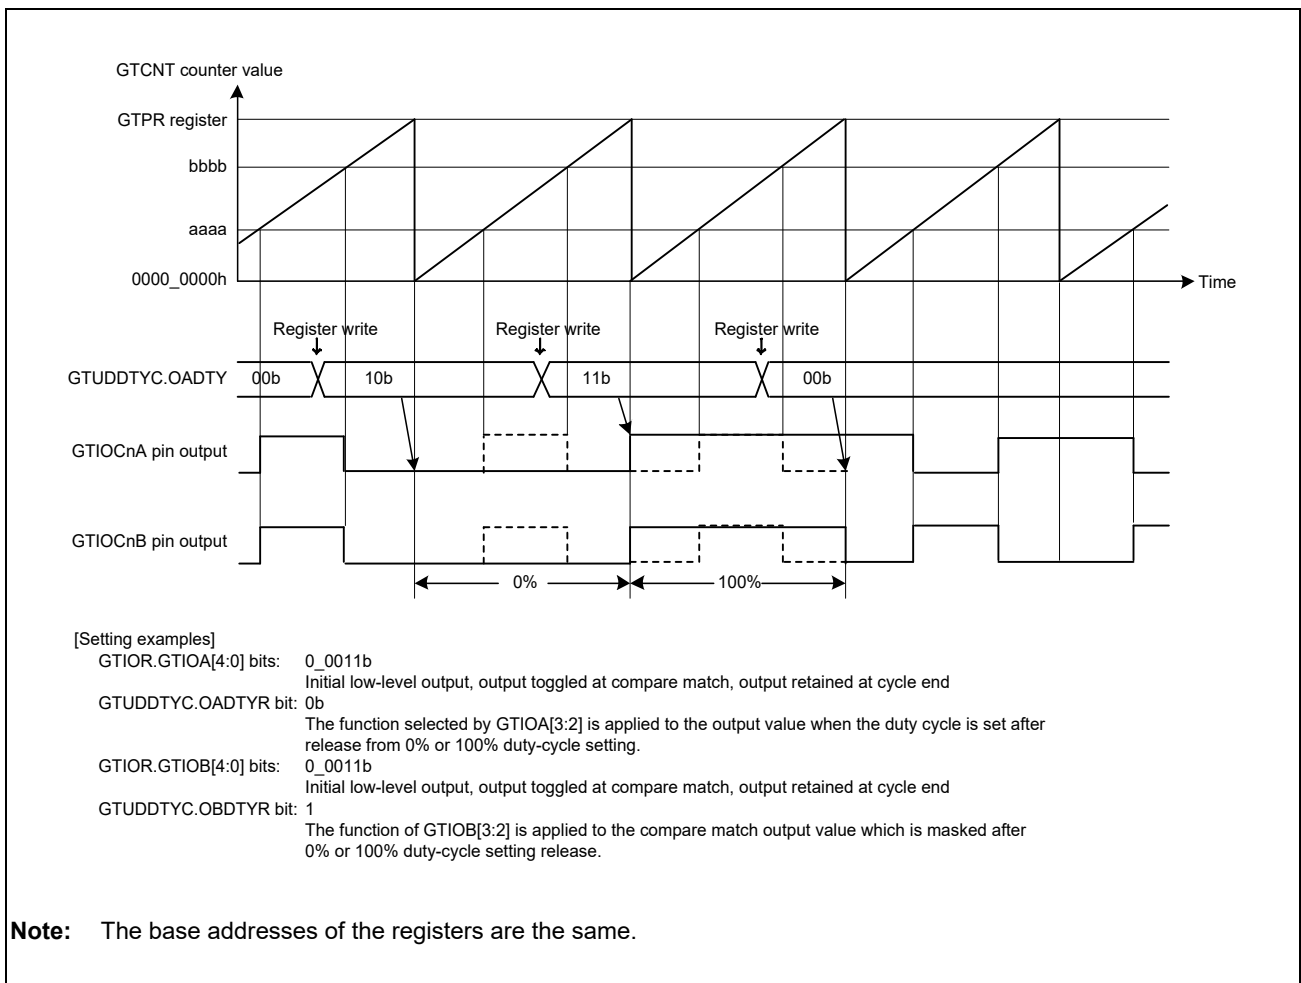 GTCNT counter value
GTPR register
bbbb
aaaa
0000_0000h
Time
Register write Register write Register write
GTUDDTYC.OADTY 00b 10b 11b 00b
GTIOCnA pin output
GTIOCnB pin output
0% 100%
[Setting examples]
GTIOR.GTIOA[4:0] bits: 0_0011b
Initial low-level output, output toggled at compare match, output retained at cycle end
GTUDDTYC.OADTYR bit: 0b
The function selected by GTIOA[3:2] is applied to the output value when the duty cycle is set after
release from 0% or 100% duty-cycle setting.
GTIOR.GTIOB[4:0] bits: 0_0011b
Initial low-level output, output toggled at compare match, output retained at cycle end
GTUDDTYC.OBDTYR bit: 1
The function of GTIOB[3:2] is applied to the compare match output value which is masked after
0% or 100% duty-cycle setting release.
Note: The base addresses of the registers are the same.